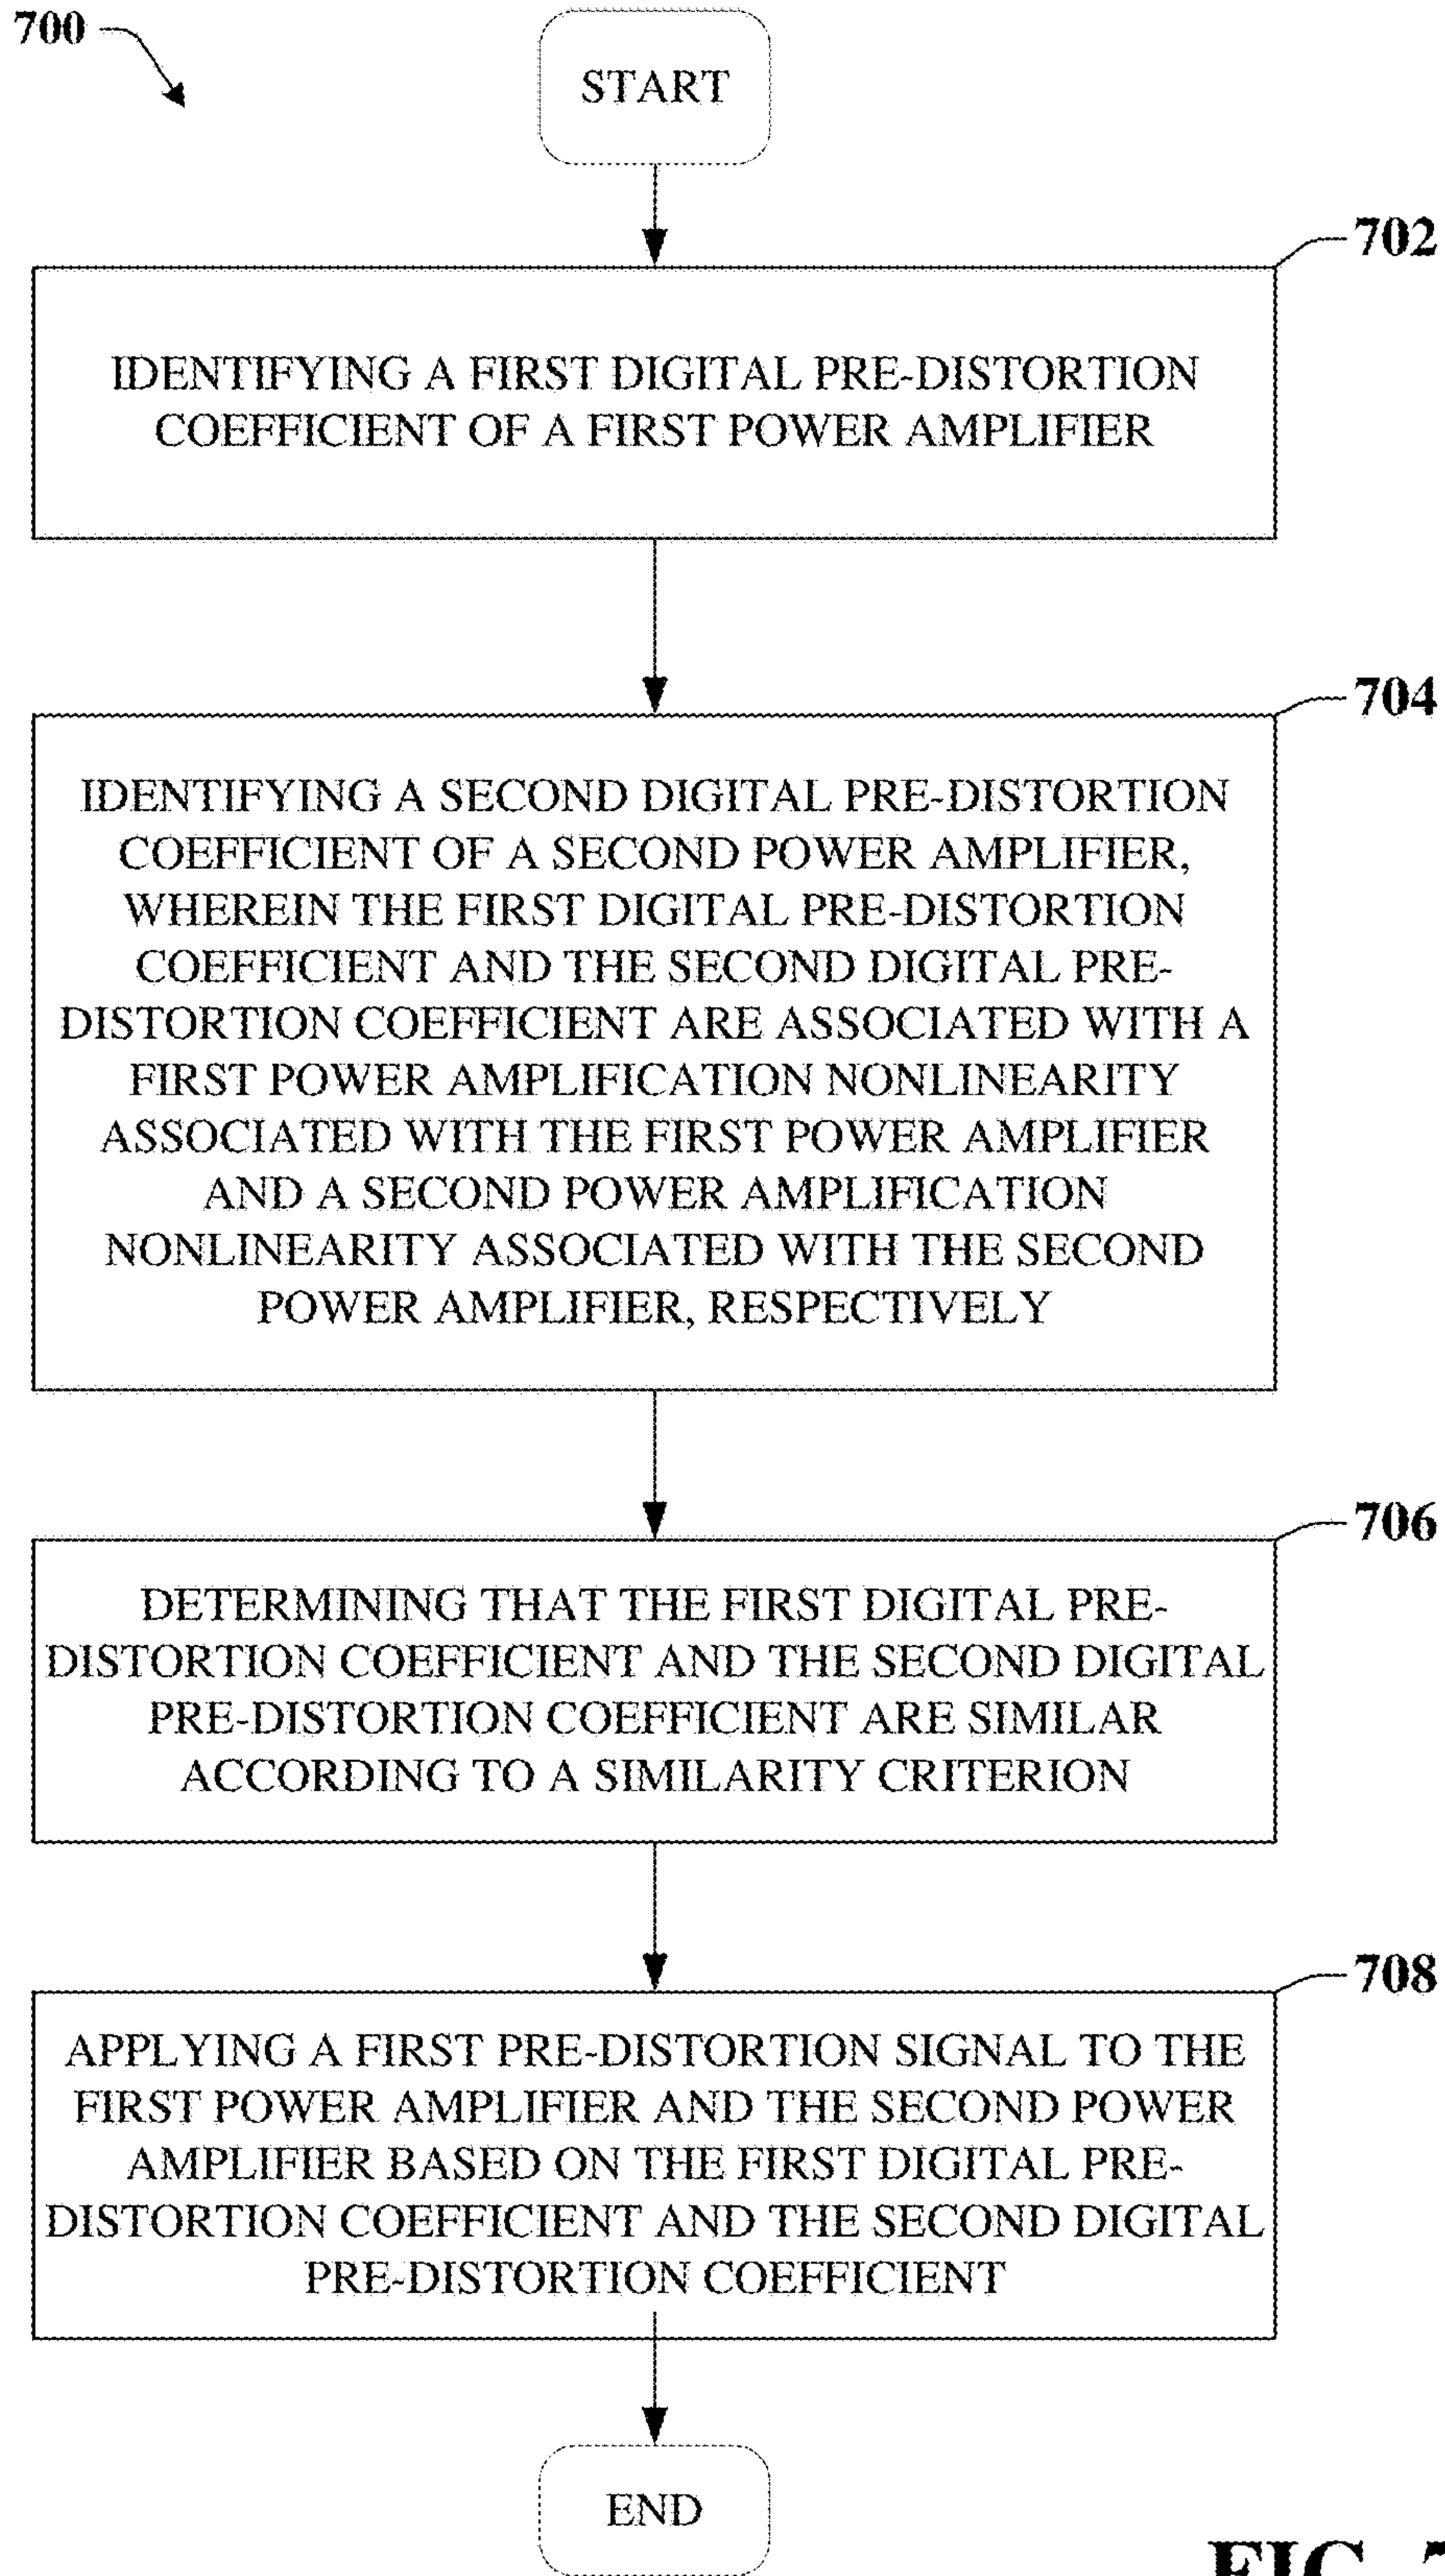 700
START
702
IDENTIFYING A FIRST DIGITAL PRE-DISTORTION
COEFFICIENT OF A FIRST POWER AMPLIFIER
704
IDENTIFYING A SECOND DIGITAL PRE-DISTORTION
COEFFICIENT OF A SECOND POWER AMPLIFIER,
WHEREIN THE FIRST DIGITAL PRE-DISTORTION
COEFFICIENT AND THE SECOND DIGITAL PRE-
DISTORTION COEFFICIENT ARE ASSOCIATED WITH A
FIRST POWER AMPLIFICATION NONLINEARITY
ASSOCIATED WITH THE FIRST POWER AMPLIFIER
AND A SECOND POWER AMPLIFICATION
NONLINEARITY ASSOCIATED WITH THE SECOND
POWER AMPLIFIER, RESPECTIVELY
706
DETERMINING THAT THE FIRST DIGITAL PRE-
DISTORTION COEFFICIENT AND THE SECOND DIGITAL
PRE-DISTORTION COEFFICIENT ARE SIMILAR
ACCORDING TO A SIMILARITY CRITERION
708
APPLYING A FIRST PRE-DISTORTION SIGNAL TO THE
FIRST POWER AMPLIFIER AND THE SECOND POWER
AMPLIFIER BASED ON THE FIRST DIGITAL PRE-
DISTORTION COEFFICIENT AND THE SECOND DIGITAL
PRE-DISTORTION COEFFICIENT
END
FIG. 7